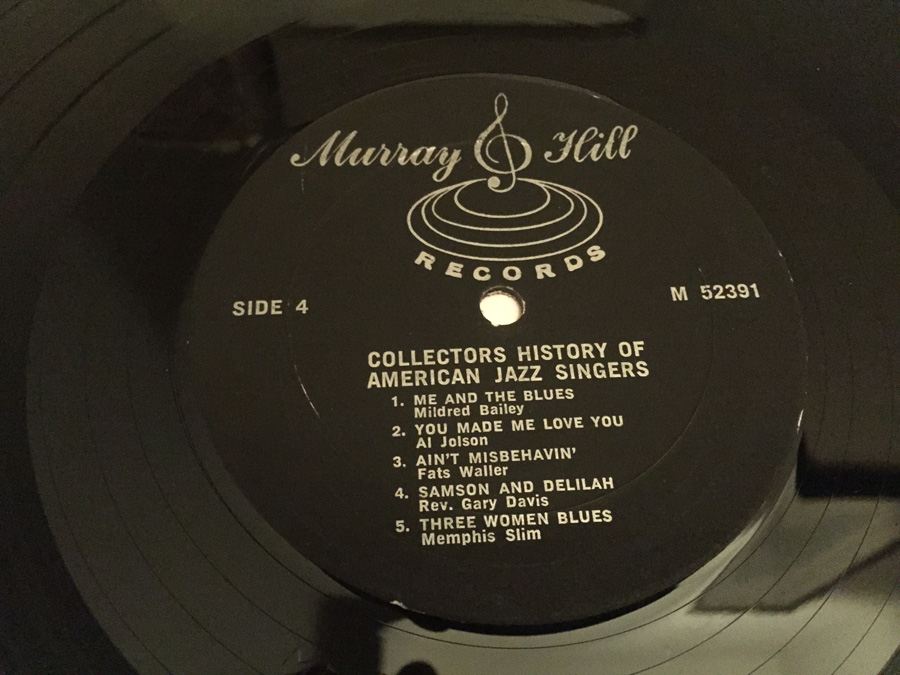 Murray Hill
RECORDS
SIDE 4
M 52391
COLLECTORS HISTORY OF
AMERICAN JAZZ SINGERS
1. ME AND THE BLUES
Mildred Bailey
2. YOU MADE ME LOVE YOU
Al Jolson
3. AIN'T MISBEHAVIN'
Fats Waller
4. SAMSON AND DELILAH
Rev. Gary Davis
5. THREE WOMEN BLUES
Memphis Slim